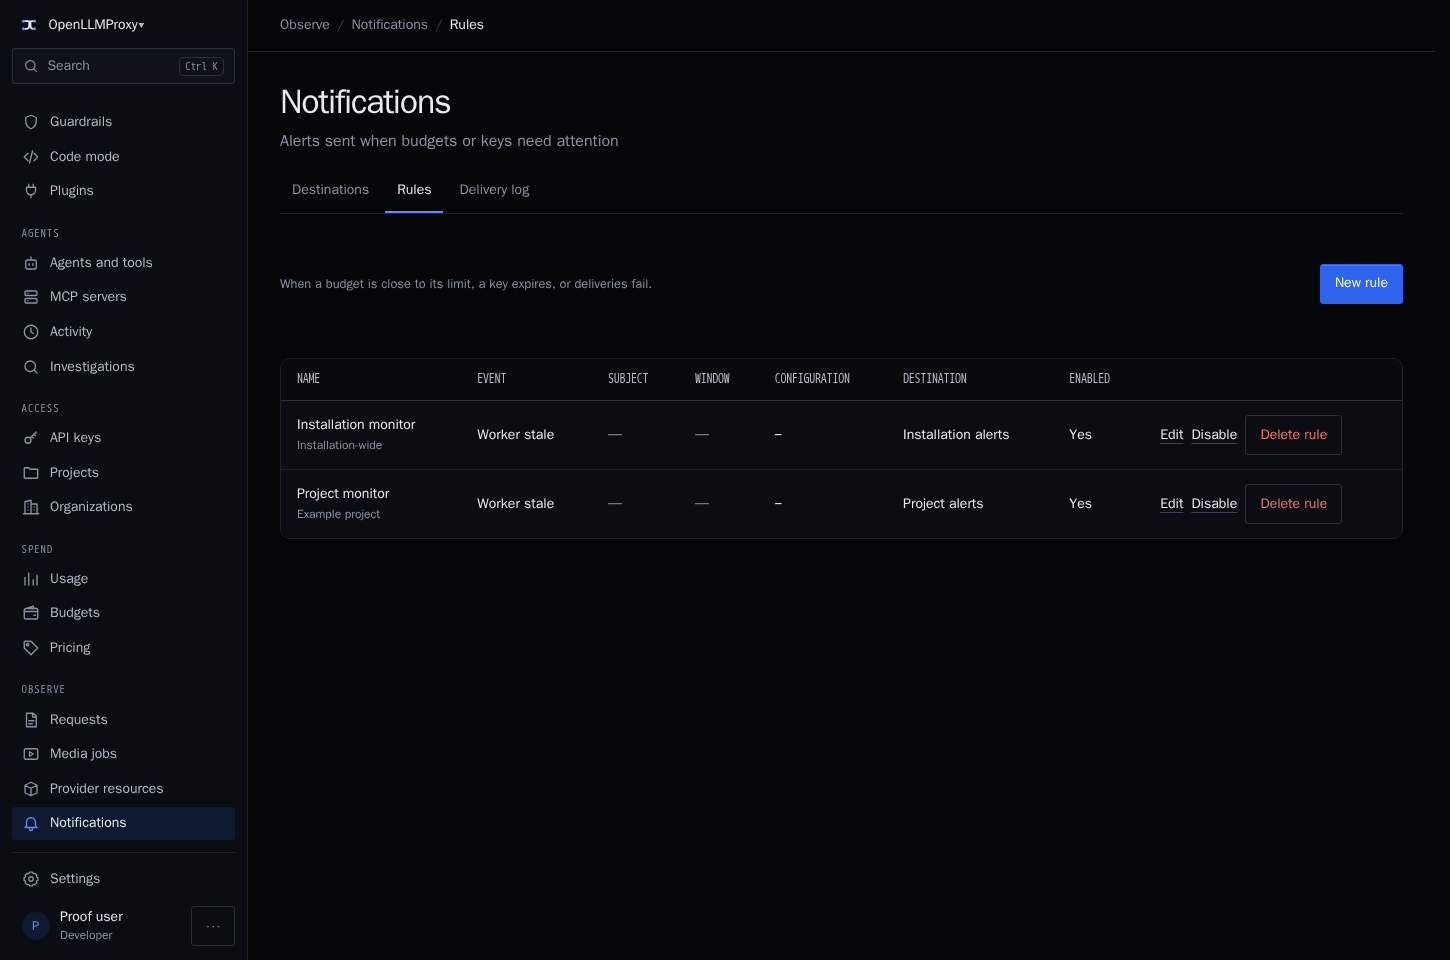 OpenLLMProxy▾
Search Ctrl K
Guardrails
Code mode
Plugins
AGENTS
Agents and tools
MCP servers
Activity
Investigations
ACCESS
API keys
Projects
Organizations
SPEND
Usage
Budgets
Pricing
OBSERVE
Requests
Media jobs
Provider resources
Notifications
Settings
P
Proof user
Developer
...
Observe / Notifications / Rules
Notifications
Alerts sent when budgets or keys need attention
Destinations Rules Delivery log
When a budget is close to its limit, a key expires, or deliveries fail.
New rule
NAME EVENT SUBJECT WINDOW CONFIGURATION DESTINATION ENABLED
Installation monitor
Installation-wide
Worker stale — — – Installation alerts Yes Edit Disable Delete rule
Project monitor
Example project
Worker stale — — – Project alerts Yes Edit Disable Delete rule